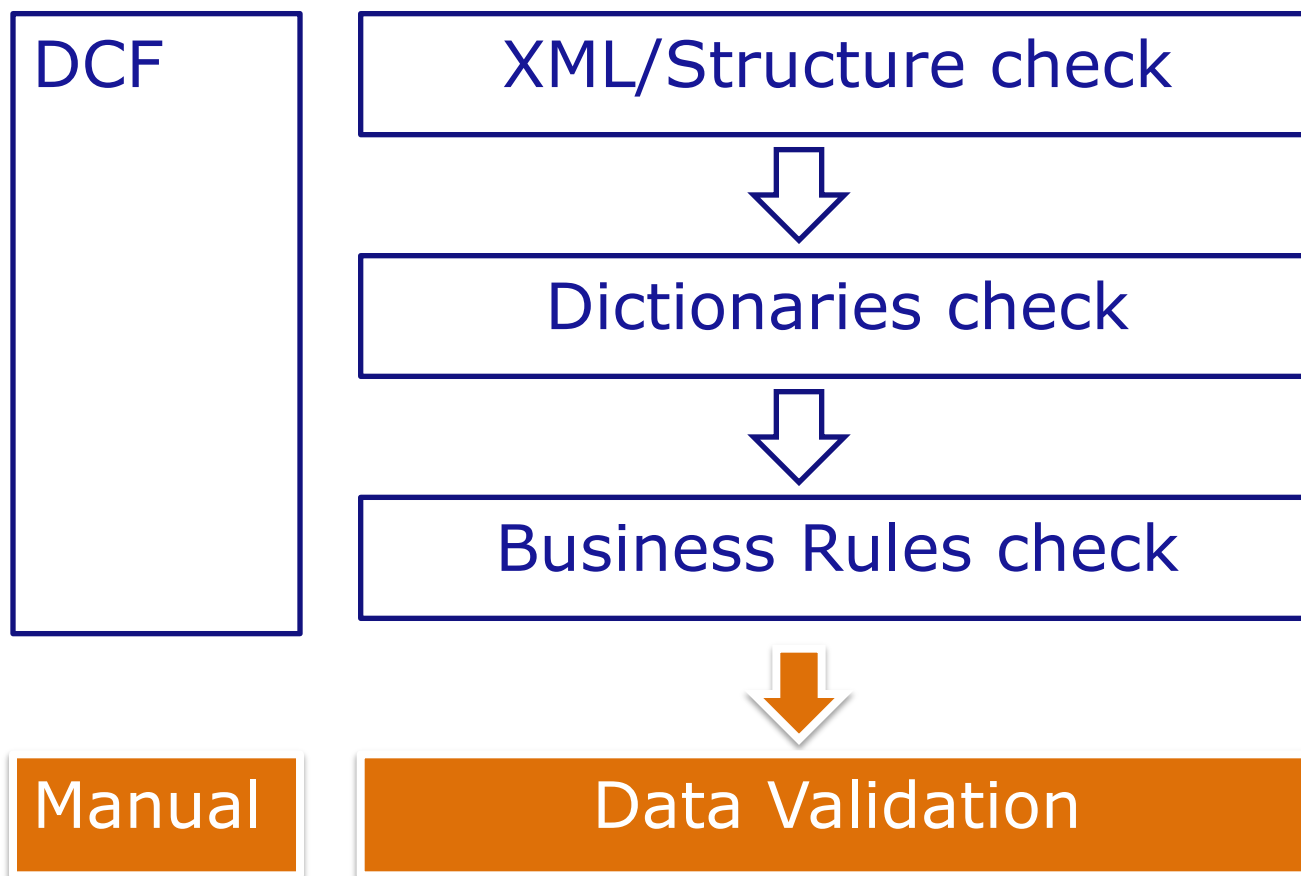 DCF
XML/Structure check
Dictionaries check
Business Rules check
Manual
Data Validation